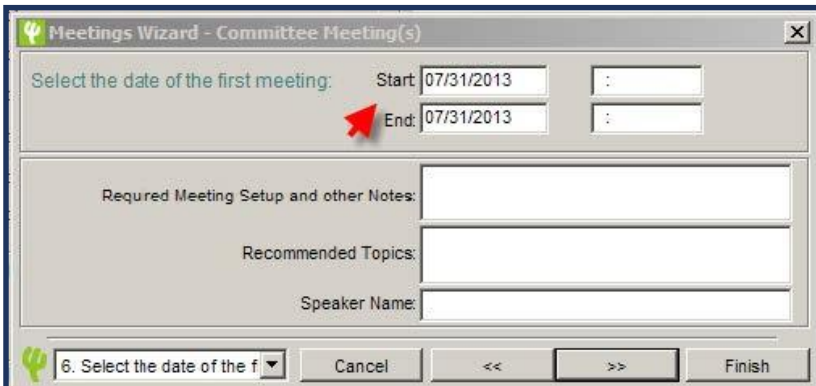 Meetings Wizard - Committee Meeting(s)
Select the date of the first meeting: Start 07/31/2013 :
End: 07/31/2013 :
Requred Meeting Setup and other Notes:
Recommended Topics:
Speaker Name:
6. Select the date of the f Cancel << >> Finish